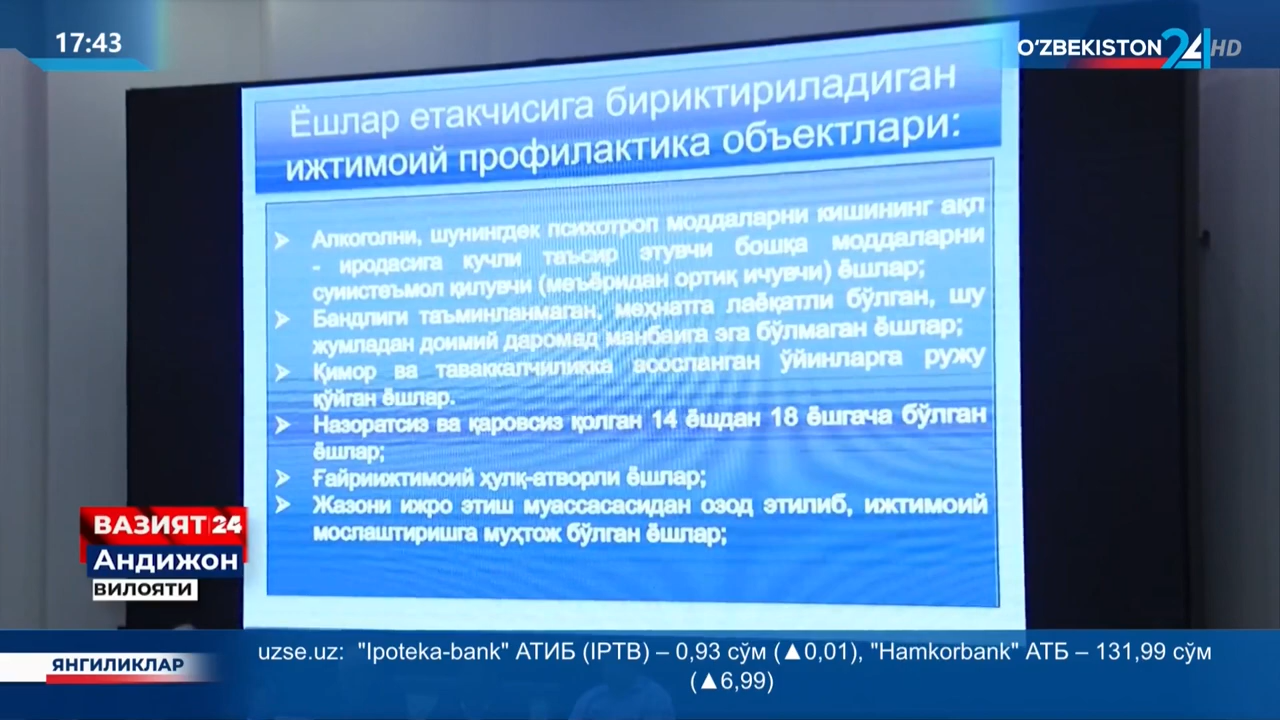 17:43
O‘ZBEKISTON 24 HD
Ёшлар етакчисига бириктириладиган
ижтимоий профилактика объектлари:
Алкоголни, шунингдек психотроп моддаларни кишининг ақл
- иродасига кучли таъсир этувчи бошқа моддаларни
суиистеъмол қилувчи (меъёридан ортиқ ичувчи) ёшлар;
Бандлиги таъминланмаган, меҳнатга лаёқатли бўлган, шу
жумладан доимий даромад манбаига эга бўлмаган ёшлар;
Қимор ва таваккалчиликка асосланган ўйинларга ружу
қўйган ёшлар.
Назоратсиз ва қаровсиз қолган 14 ёшдан 18 ёшгача бўлган
ёшлар;
Ғайриижтимоий хулқ-атворли ёшлар;
Жазони ижро этиш муассасасидан озод этилиб, ижтимоий
мослаштиришга муҳтож бўлган ёшлар;
ВАЗИЯТ 24
Андижон
ВИЛОЯТИ
ЯНГИЛИКЛАР
uzse.uz: "Ipoteka-bank" АТИБ (IPTB) – 0,93 сўм (▲0,01), "Hamkorbank" АТБ – 131,99 сўм
(▲6,99)